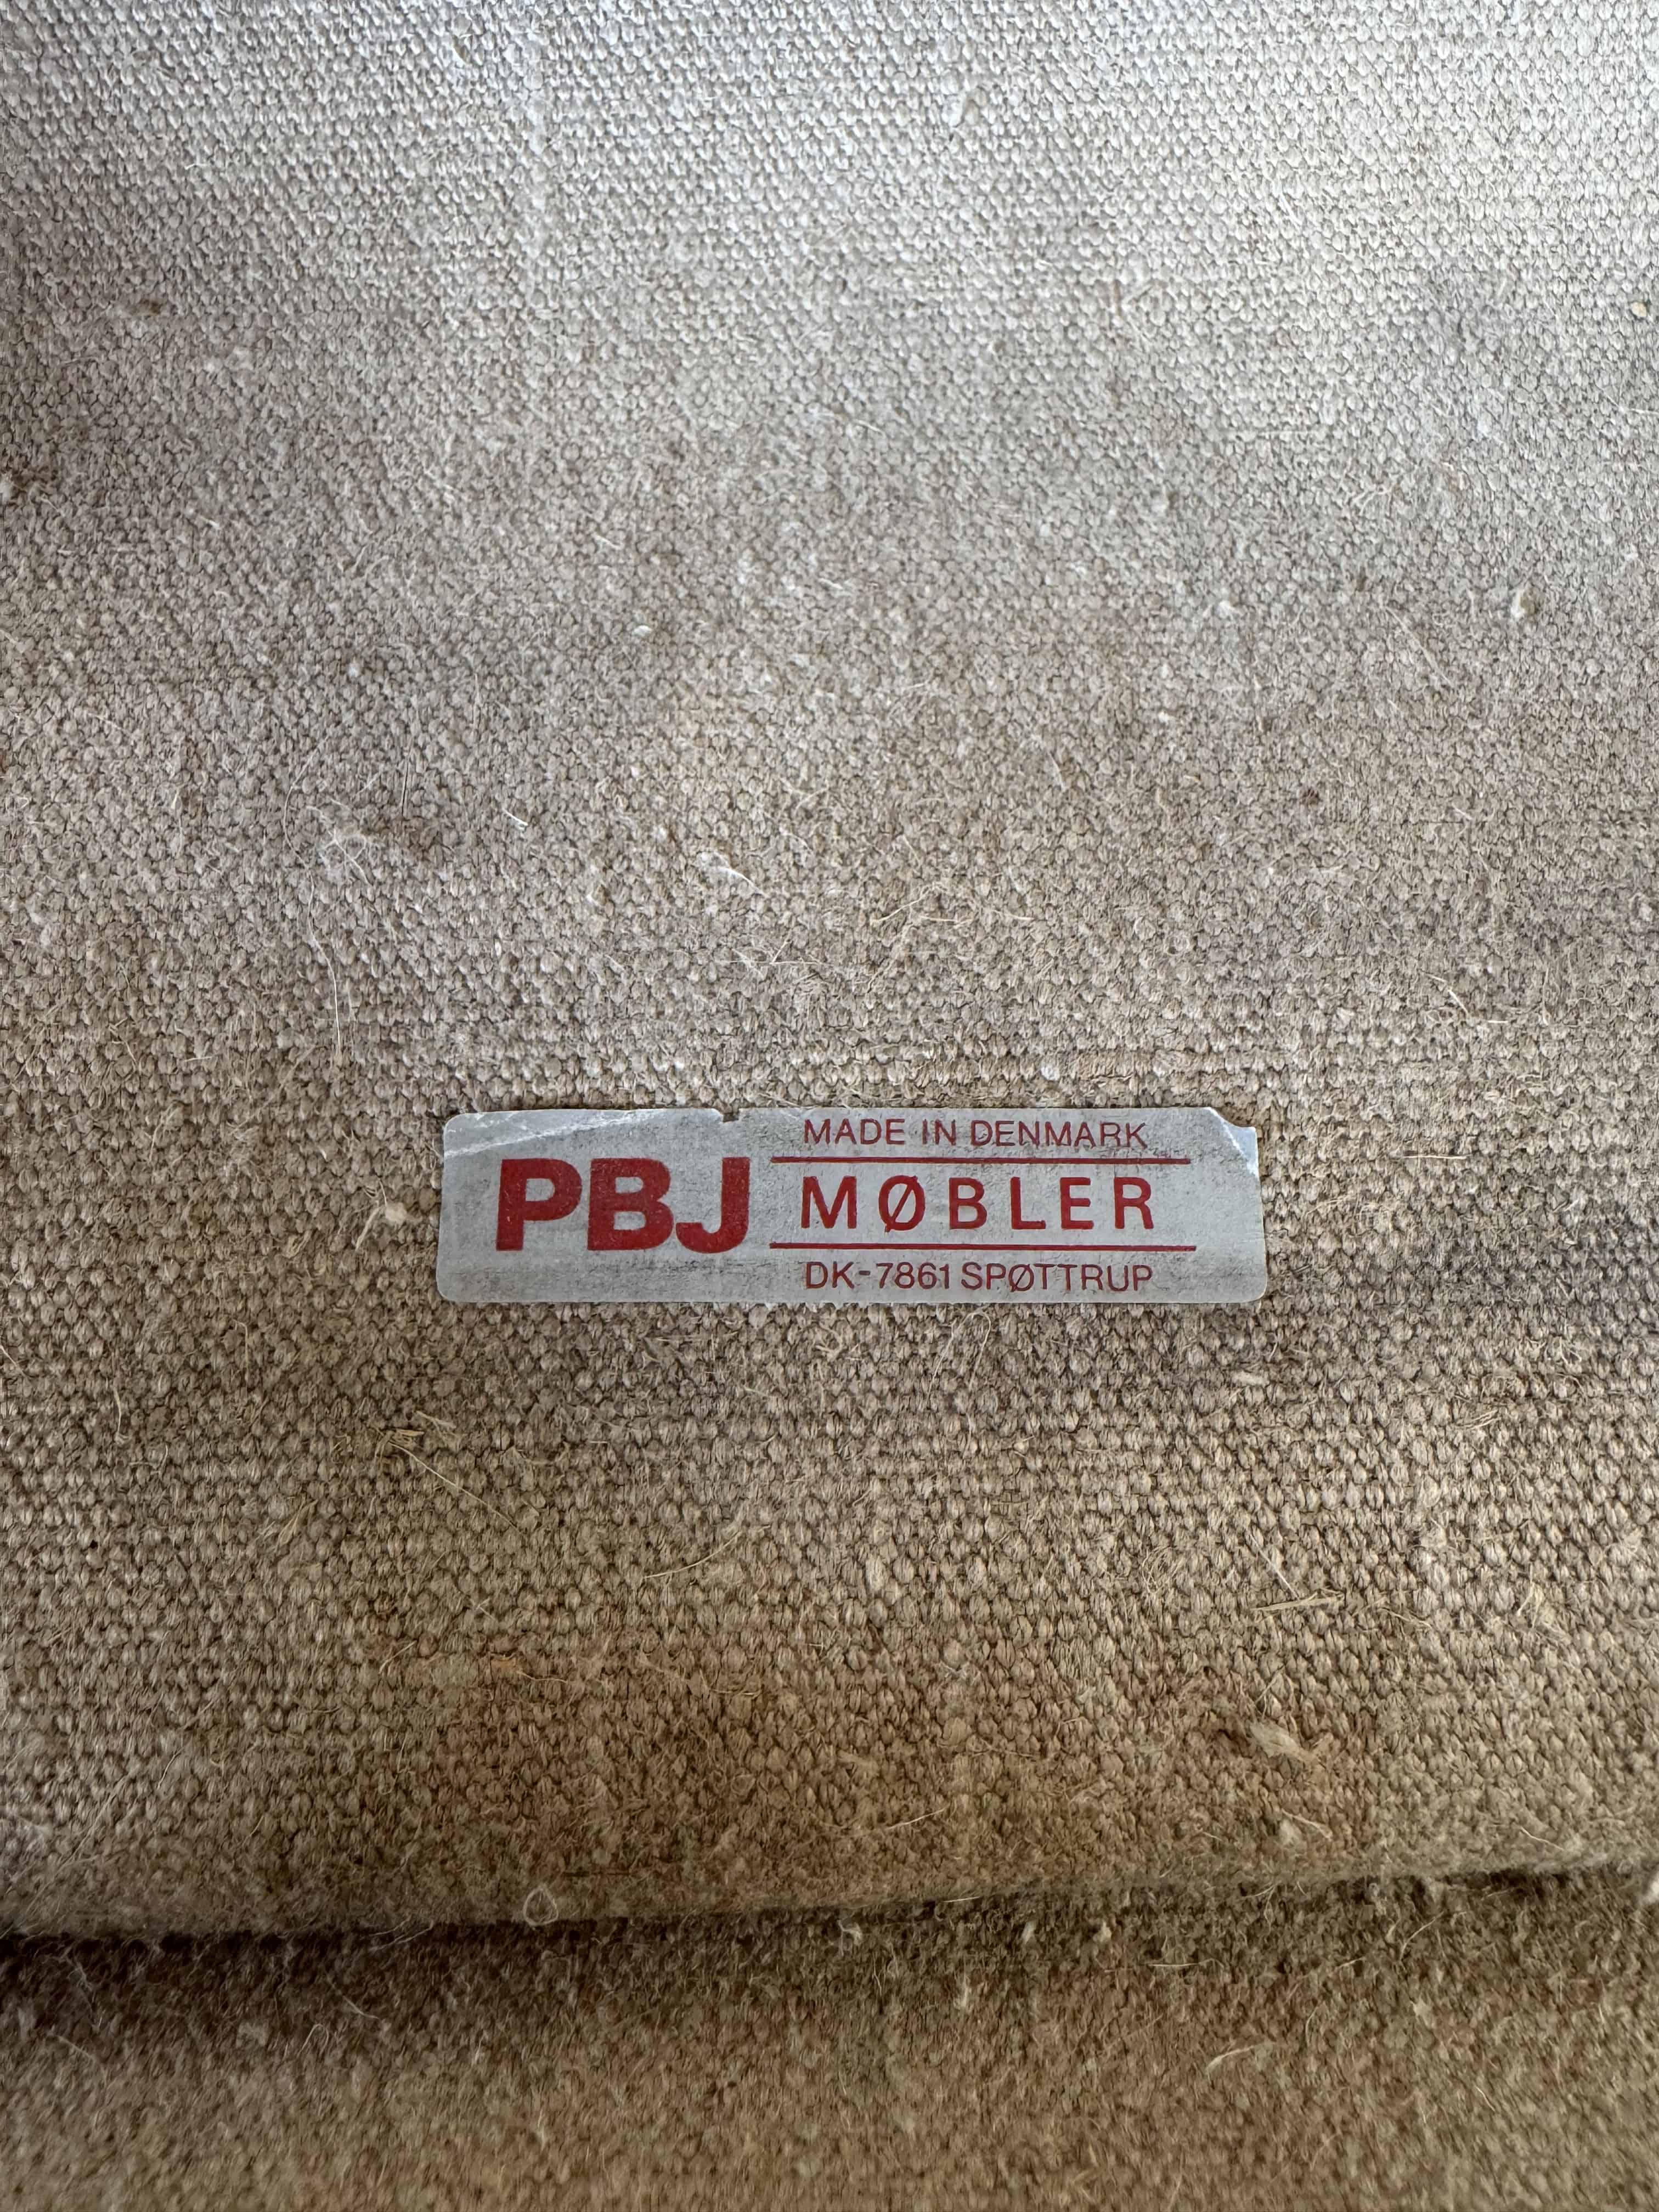 MADE IN DENMARK
PBJ MØBLER
DK-7861 SPØTTRUP